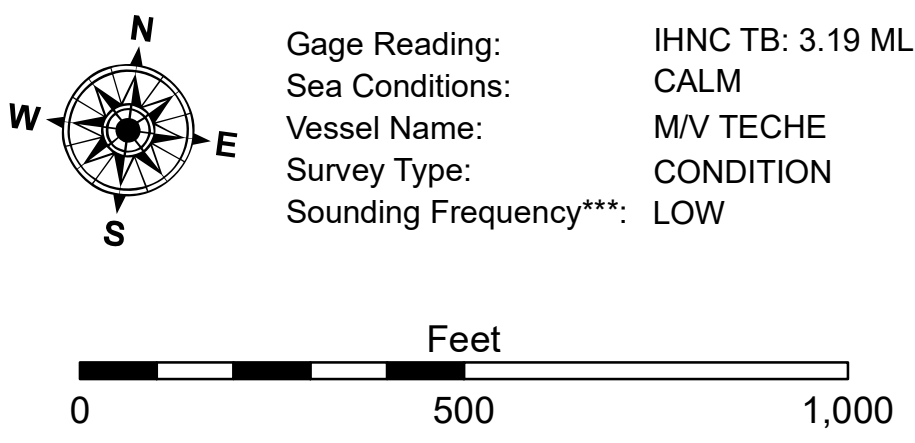 N
W
E
S
Gage Reading: IHNC TB: 3.19 ML
Sea Conditions: CALM
Vessel Name: M/V TECHE
Survey Type: CONDITION
Sounding Frequency***: LOW
Feet
0 500 1,000